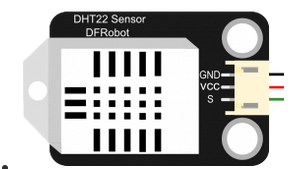 DHT22 Sensor
DFRobot
GND
VCC
S